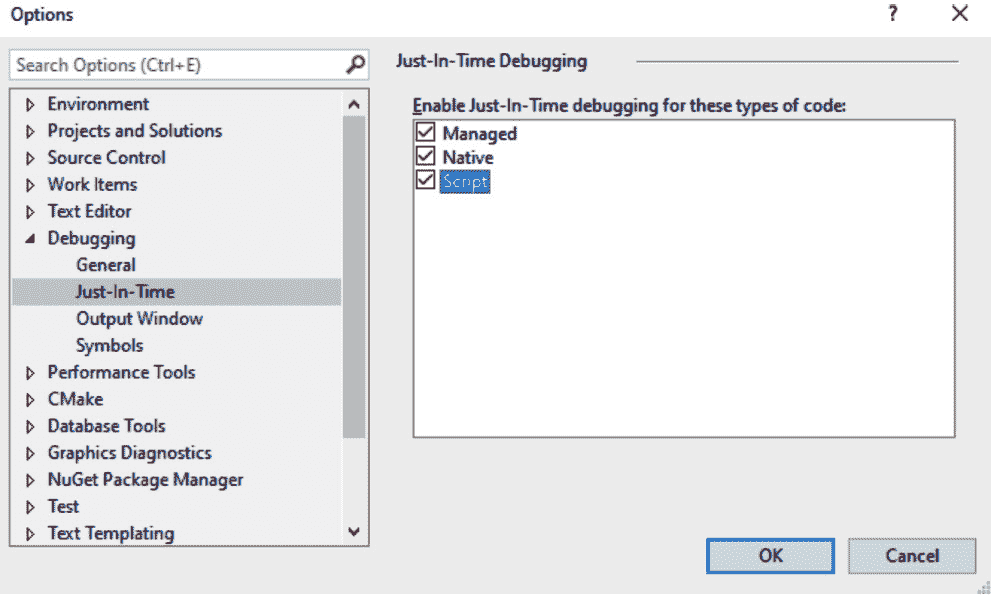 Options
?
Search Options (Ctrl+E)
Environment
Projects and Solutions
Source Control
Work Items
Text Editor
Debugging
General
Just-In-Time
Output Window
Symbols
Performance Tools
CMake
Database Tools
Graphics Diagnostics
NuGet Package Manager
Test
Text Templating
Just-In-Time Debugging
Enable Just-In-Time debugging for these types of code:
Managed
Native
Script
OK
Cancel